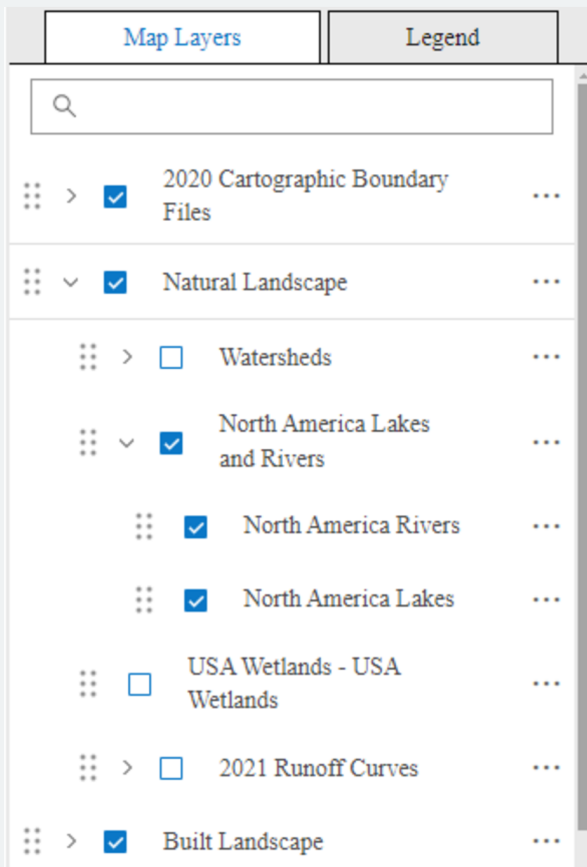 Map Layers
Legend
2020 Cartographic Boundary
Files
Natural Landscape
Watersheds
North America Lakes
and Rivers
North America Rivers
North America Lakes
USA Wetlands - USA
Wetlands
2021 Runoff Curves
Built Landscape